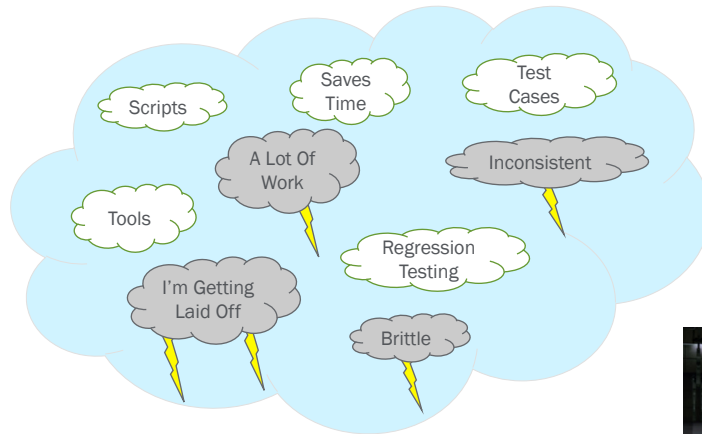 Scripts
Saves
Time
Test
Cases
A Lot Of
Work
Inconsistent
Tools
Regression
Testing
I'm Getting
Laid Off
Brittle